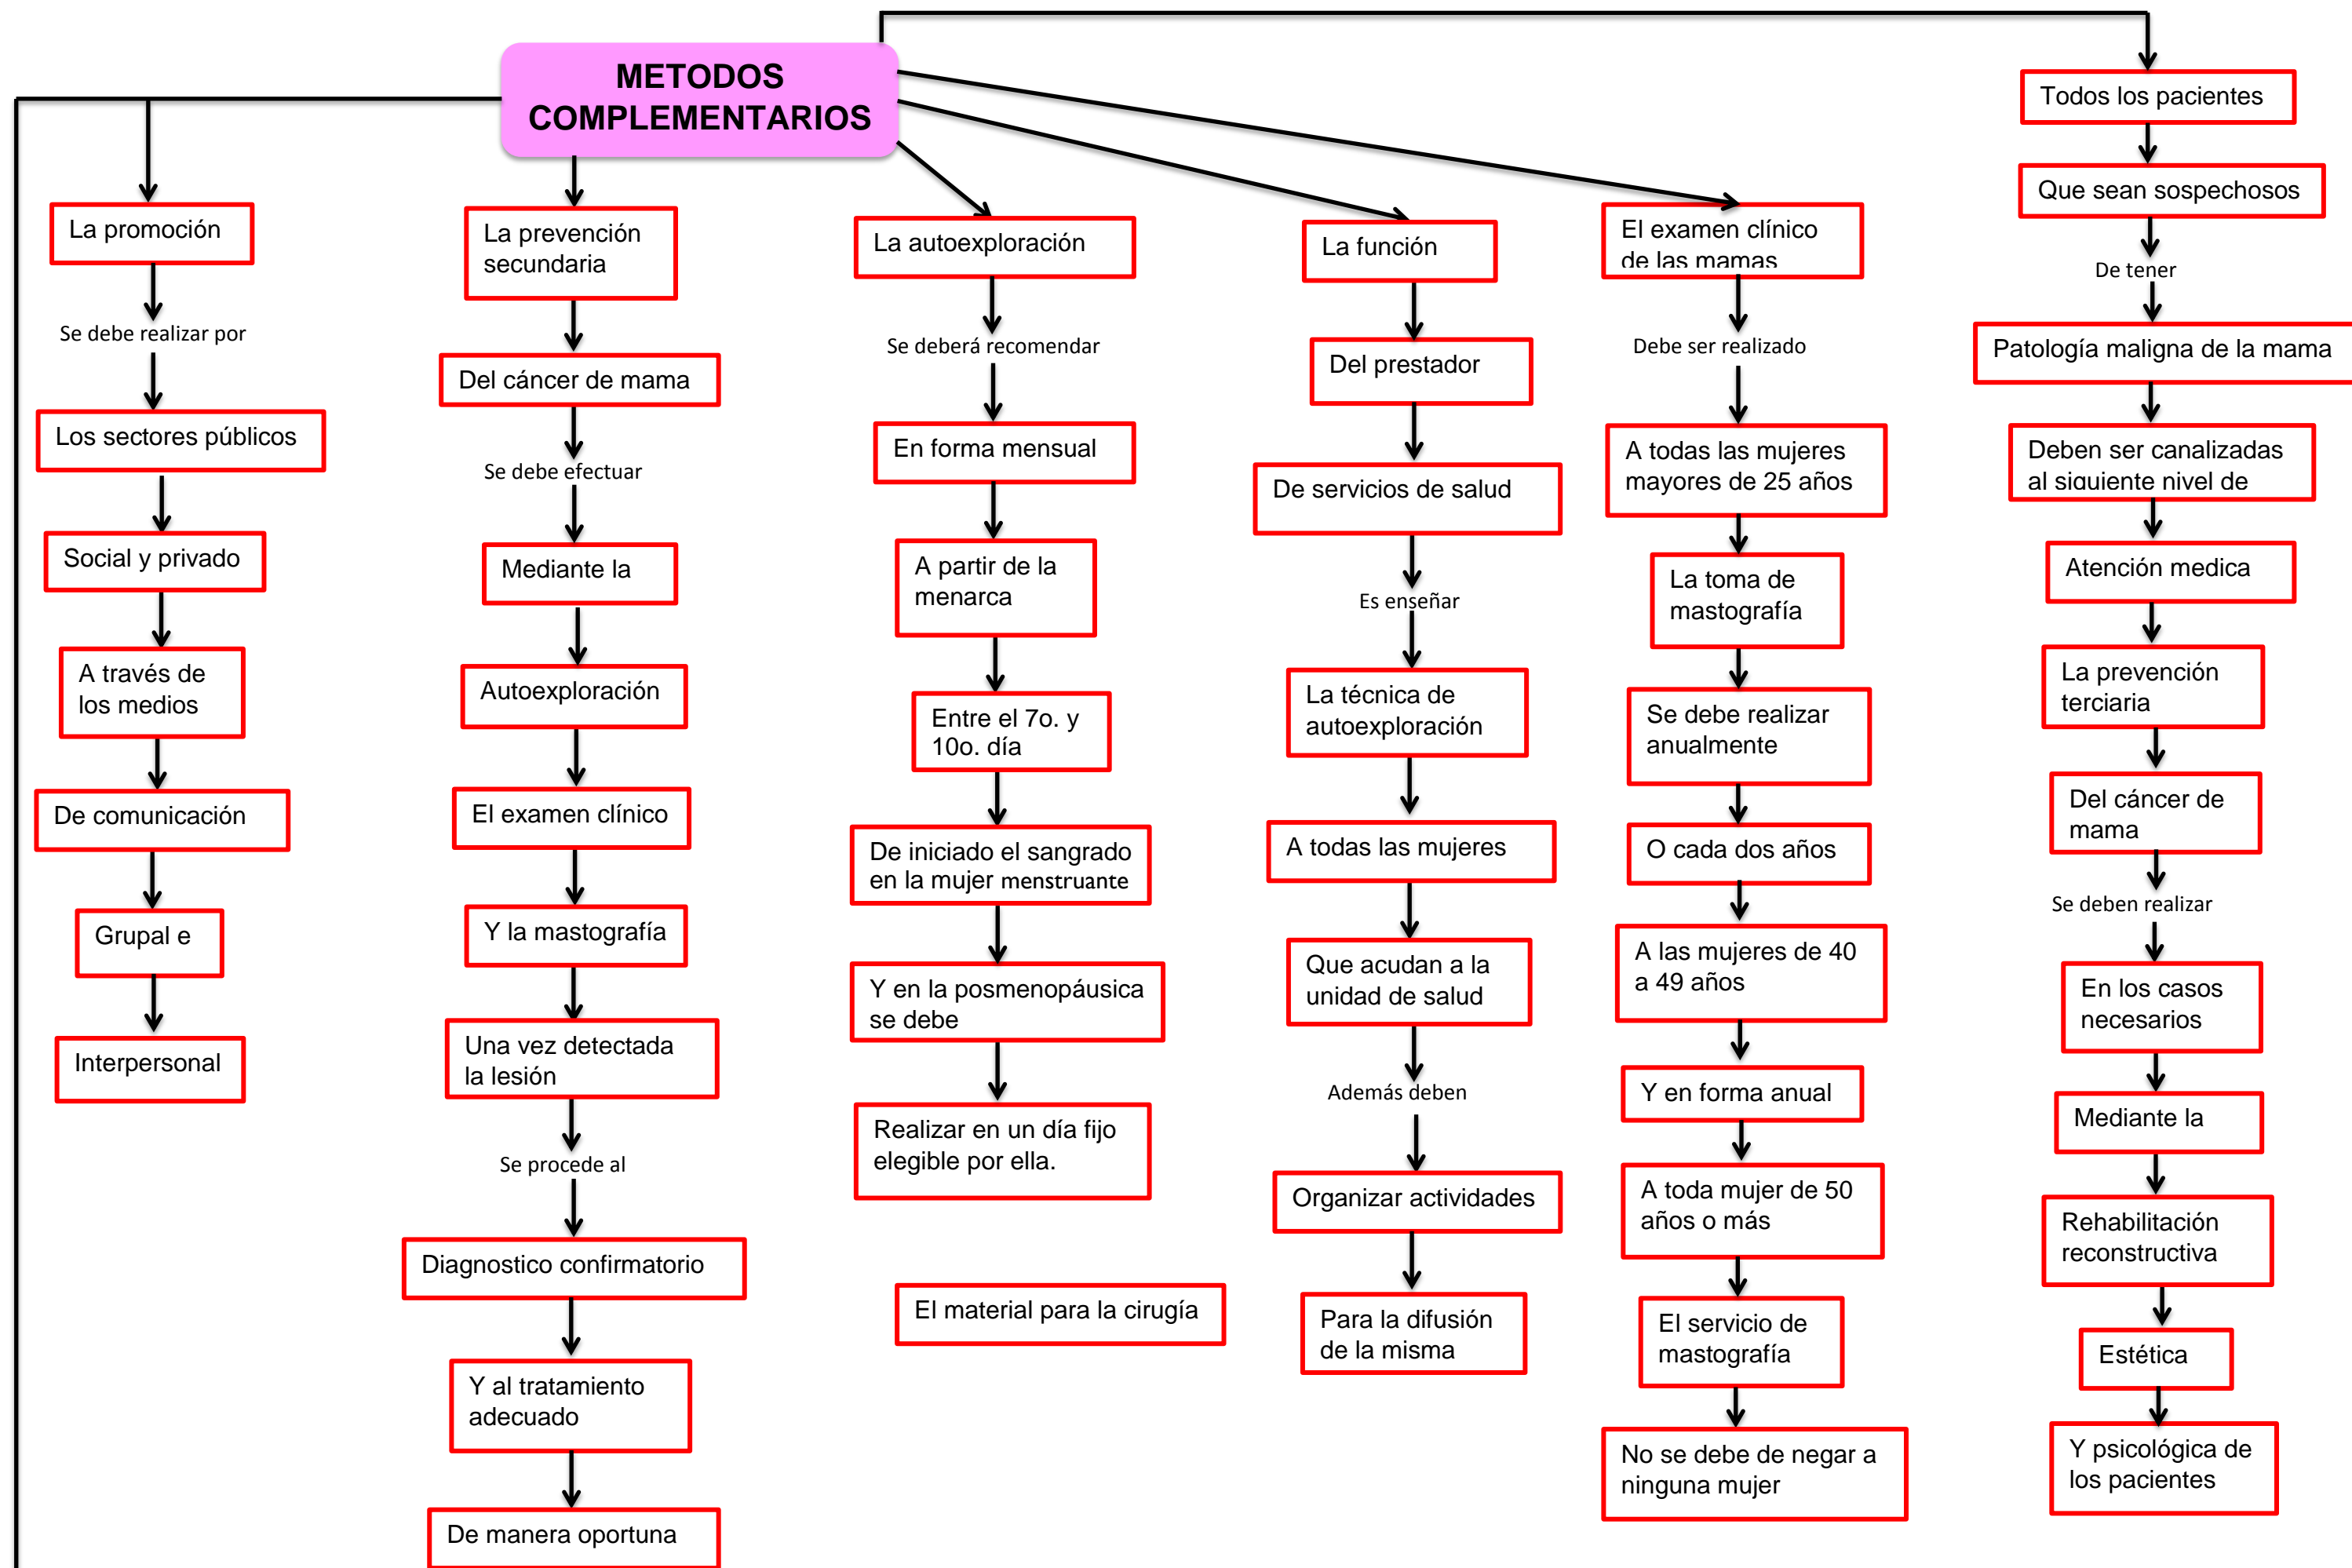 METODOS
COMPLEMENTARIOS
La promoción
Se debe realizar por
Los sectores públicos
Social y privado
A través de
los medios
De comunicación
Grupal e
Interpersonal
La prevención
secundaria
Del cáncer de mama
Se debe efectuar
Mediante la
Autoexploración
El examen clínico
Y la mastografía
Una vez detectada
la lesión
Se procede al
Diagnostico confirmatorio
Y al tratamiento
adecuado
De manera oportuna
La autoexploración
Se deberá recomendar
En forma mensual
A partir de la
menarca
Entre el 7o. y
10o. día
De iniciado el sangrado
en la mujer menstruante
Y en la posmenopáusica
se debe
Realizar en un día fijo
elegible por ella.
El material para la cirugía
La función
Del prestador
De servicios de salud
Es enseñar
La técnica de
autoexploración
A todas las mujeres
Que acudan a la
unidad de salud
Además deben
Organizar actividades
Para la difusión
de la misma
El examen clínico
de las mamas
Debe ser realizado
A todas las mujeres
mayores de 25 años
La toma de
mastografía
Se debe realizar
anualmente
O cada dos años
A las mujeres de 40
a 49 años
Y en forma anual
A toda mujer de 50
años o más
El servicio de
mastografía
No se debe de negar a
ninguna mujer
Todos los pacientes
Que sean sospechosos
De tener
Patología maligna de la mama
Deben ser canalizadas
al siguiente nivel de
Atención medica
La prevención
terciaria
Del cáncer de
mama
Se deben realizar
En los casos
necesarios
Mediante la
Rehabilitación
reconstructiva
Estética
Y psicológica de
los pacientes